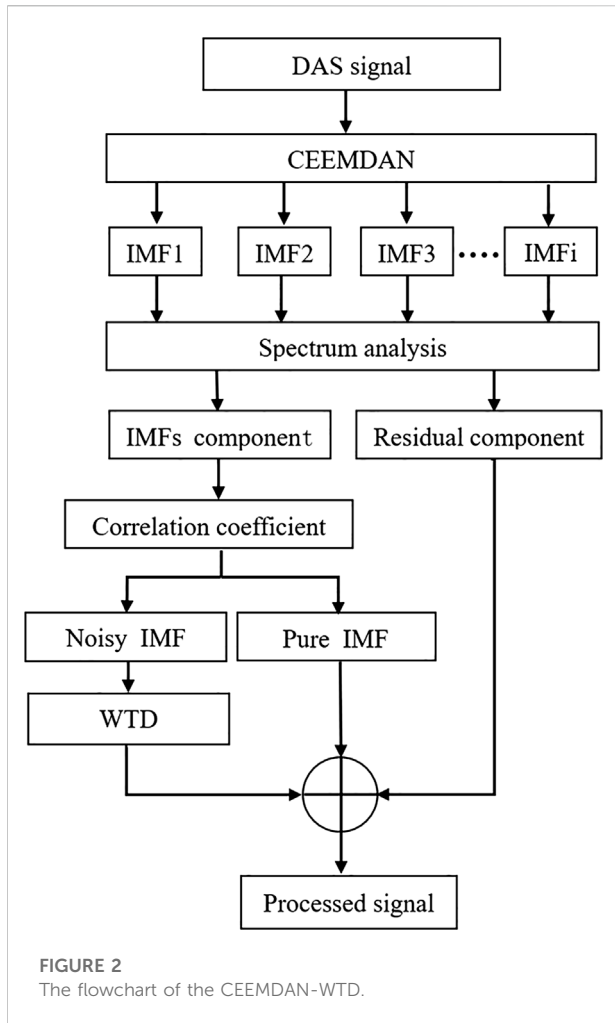 DAS signal
CEEMDAN
IMF1 IMF2 IMF3 •••• IMFi
Spectrum analysis
IMFs component Residual component
Correlation coefficient
Noisy IMF Pure IMF
WTD
Processed signal
FIGURE 2
The flowchart of the CEEMDAN-WTD.